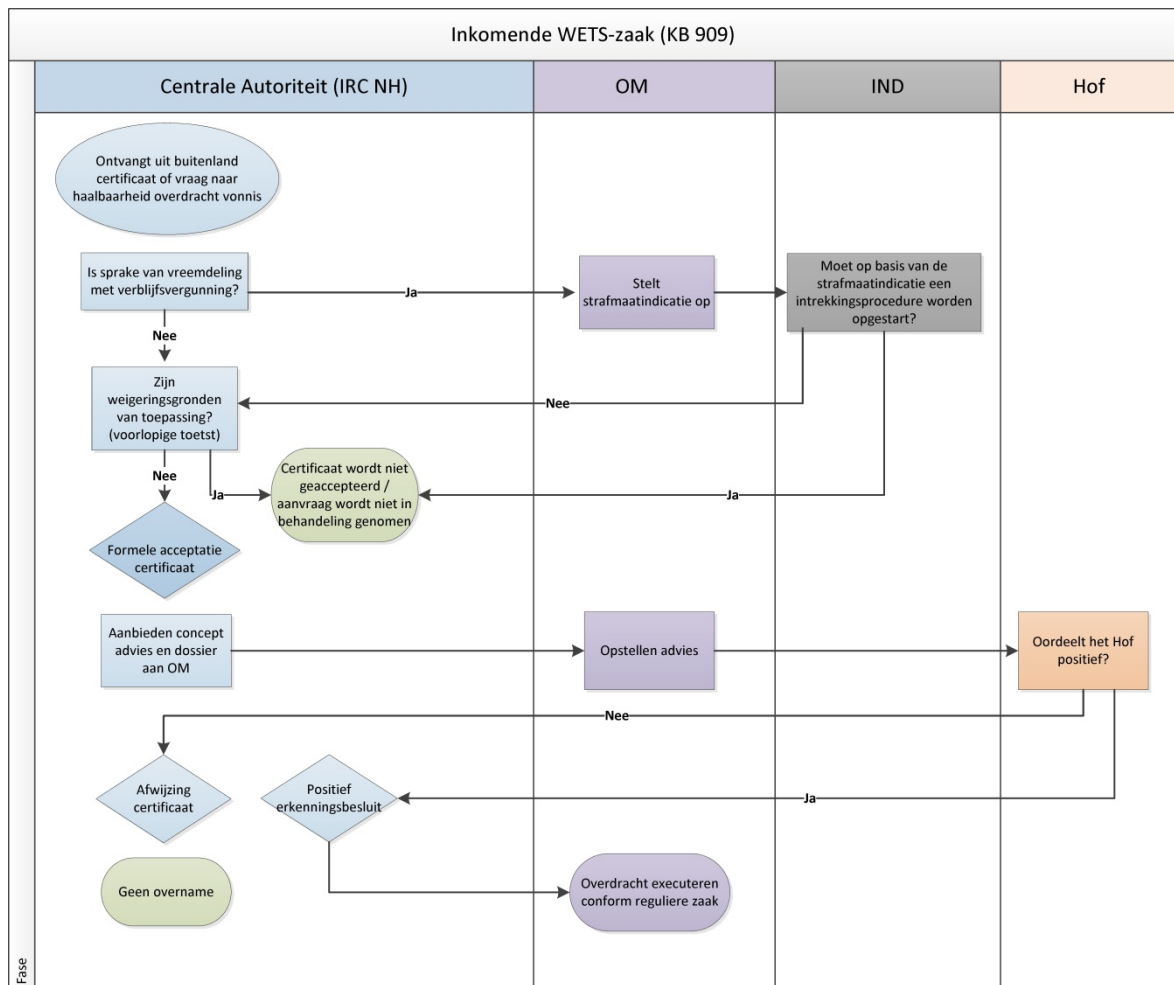 Inkomende WETS-zaak (KB 909)
Centrale Autoriteit (IRC NH)
OM
IND
Hof
Ontvangt uit buitenland
certificaat of vraag naar
haalbaarheid overdracht vonnis
Is sprake van vreemdeling
met verblijfsvergunning?
Ja
Stelt
strafmaatindicatie op
Moet op basis van de
strafmaatindicatie een
intrekkingsprocedure worden
opgestart?
Nee
Zijn
weigeringsgronden
van toepassing?
(voorlopige toetst)
Nee
Nee
Ja
Certificaat wordt niet
geaccepteerd /
aanvraag wordt niet in
behandeling genomen
Ja
Formele acceptatie
certificaat
Aanbieden concept
advies en dossier
aan OM
Opstellen advies
Oordeelt het Hof
positief?
Nee
Afwijzing
certificaat
Positief
erkenningsbesluit
Ja
Geen overname
Overdracht executeren
conform reguliere zaak
Fase